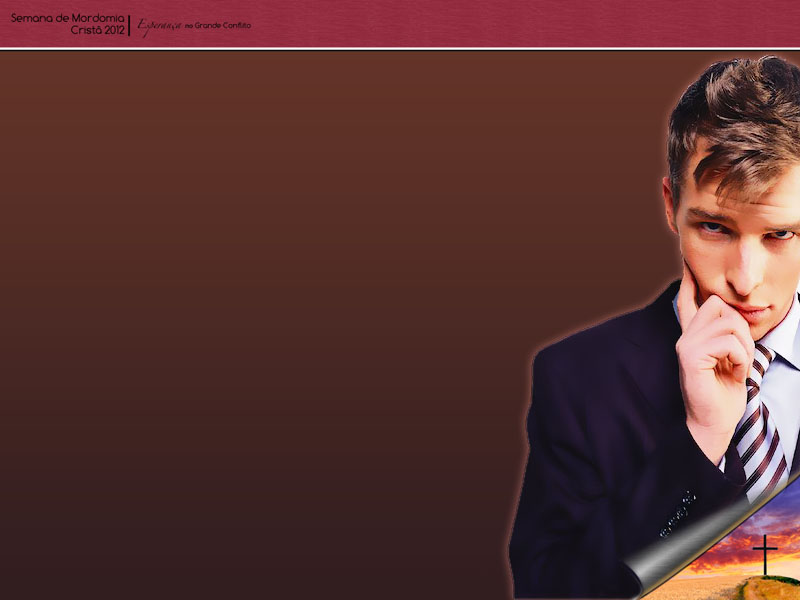 Semana de Mordomia
Cristã 2012
Esperança no Grande Conflito